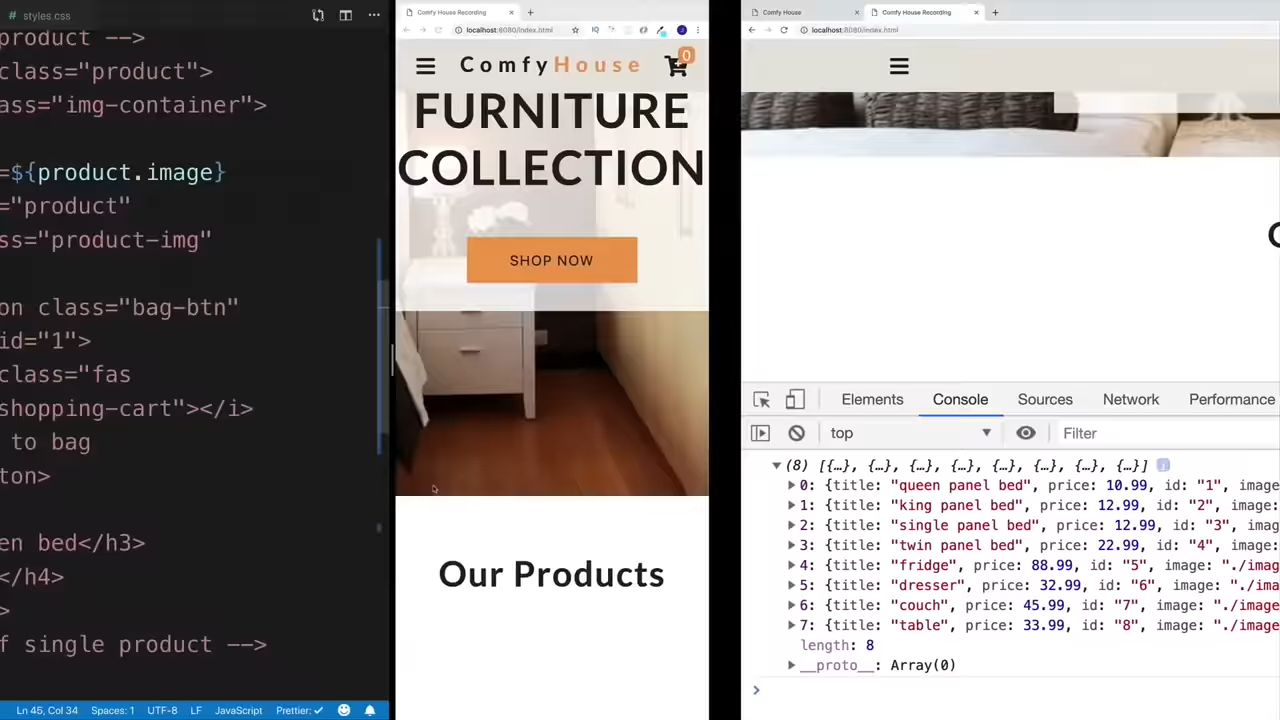 styles.css
product -->
class="product">
ass="img-container">
=${product.image}
="product"
ss="product-img"
on class="bag-btn"
id="1">
class="fas
shopping-cart"></i>
to bag
ton>
en bed</h3>
</h4>
>
f single product -->
Ln 45, Col 34
Spaces: 1
UTF-8
LF
JavaScript
Prettier: ✓
Comfy House Recording
localhost:8080/index.html
ComfyHouse
0
FURNITURE
COLLECTION
SHOP NOW
Our Products
Comfy House
Comfy House Recording
localhost:8080/index.html
Elements
Console
Sources
Network
Performance
top
Filter
(8) [{…}, {…}, {…}, {…}, {…}, {…}, {…}, {…}]
0: {title: "queen panel bed", price: 10.99, id: "1", image
1: {title: "king panel bed", price: 12.99, id: "2", image:
2: {title: "single panel bed", price: 12.99, id: "3", imag
3: {title: "twin panel bed", price: 22.99, id: "4", image:
4: {title: "fridge", price: 88.99, id: "5", image: "./imag
5: {title: "dresser", price: 32.99, id: "6", image: "./ima
6: {title: "couch", price: 45.99, id: "7", image: "./image
7: {title: "table", price: 33.99, id: "8", image: "./image
length: 8
__proto__: Array(0)